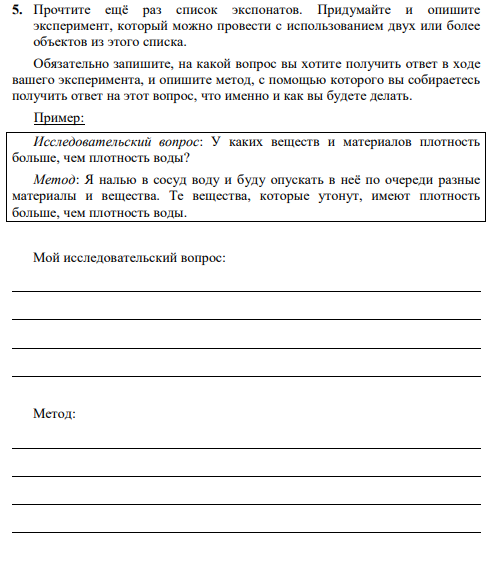 5. Прочтите ещё раз список экспонатов. Придумайте и опишите
эксперимент, который можно провести с использованием двух или более
объектов из этого списка.
Обязательно запишите, на какой вопрос вы хотите получить ответ в ходе
вашего эксперимента, и опишите метод, с помощью которого вы собираетесь
получить ответ на этот вопрос, что именно и как вы будете делать.
Пример:
Исследовательский вопрос: У каких веществ и материалов плотность
больше, чем плотность воды?
Метод: Я налью в сосуд воду и буду опускать в неё по очереди разные
материалы и вещества. Те вещества, которые утонут, имеют плотность
больше, чем плотность воды.
Мой исследовательский вопрос:
Метод: